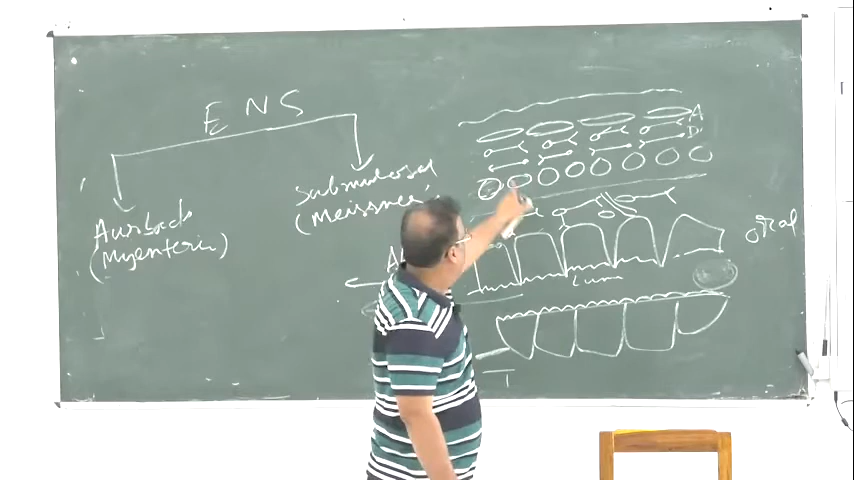 ENS
Submucosal
(Meissner
Auerbach
(Myenteric)
A
D
oral
A
Lum
T